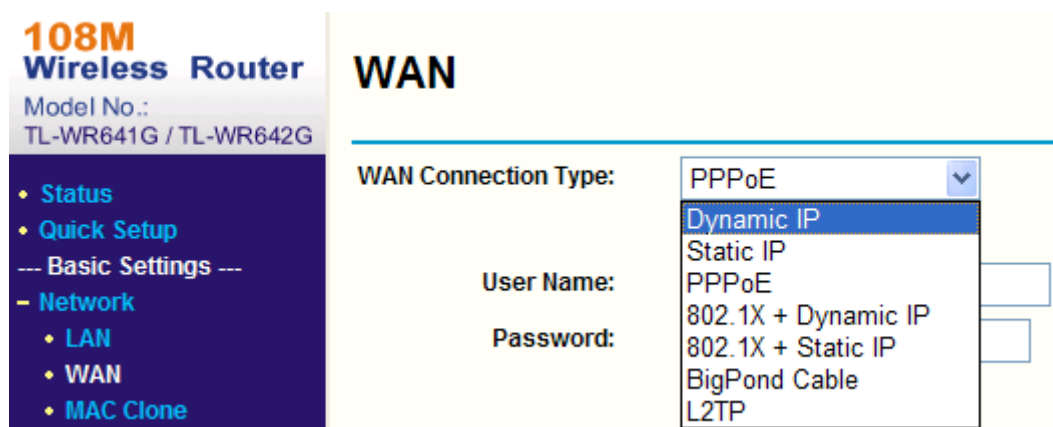 108M
Wireless Router
Model No.:
TL-WR641G / TL-WR642G
• Status
• Quick Setup
--- Basic Settings ---
– Network
• LAN
• WAN
• MAC Clone
WAN
WAN Connection Type:
PPPoE
Dynamic IP
Static IP
PPPoE
802.1X + Dynamic IP
802.1X + Static IP
BigPond Cable
L2TP
User Name:
Password: